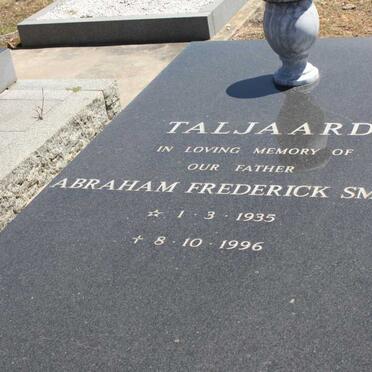 TALJAARD
IN LOVING MEMORY OF
OUR FATHER
ABRAHAM FREDERICK
☆ 1 · 3 · 1935
✝ 8 · 10 · 1996